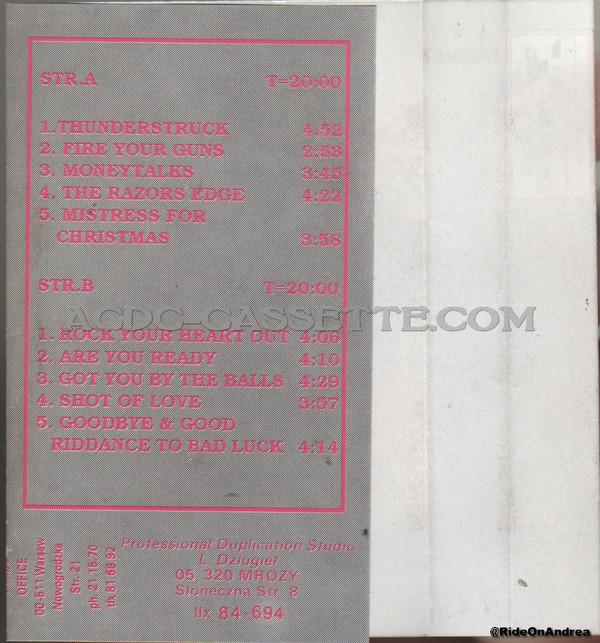 STR.A T=20:00
1.THUNDERSTRUCK 4:52
2. FIRE YOUR GUNS 2:53
3. MONEYTALKS 3:45
4. THE RAZORS EDGE 4:22
5. MISTRESS FOR
CHRISTMAS 3:58
STR.B T=20:00
ACDC-CASSETTE.COM
1. ROCK YOUR HEART OUT 4:06
2. ARE YOU READY 4:10
3. GOT YOU BY THE BALLS 4:29
4. SHOT OF LOVE 3:57
5. GOODBYE & GOOD
RIDDANCE TO BAD LUCK 4:14
OFFICE
00-511 Warsaw
Nowogrodzka
Str. 21
ph. 21.15.70
tlx 81 68 92
Professional Duplication Studio
L. Dziugieł
05 320 MROZY
Słoneczna Str 8
tlx 84-694
@RideOnAndrea